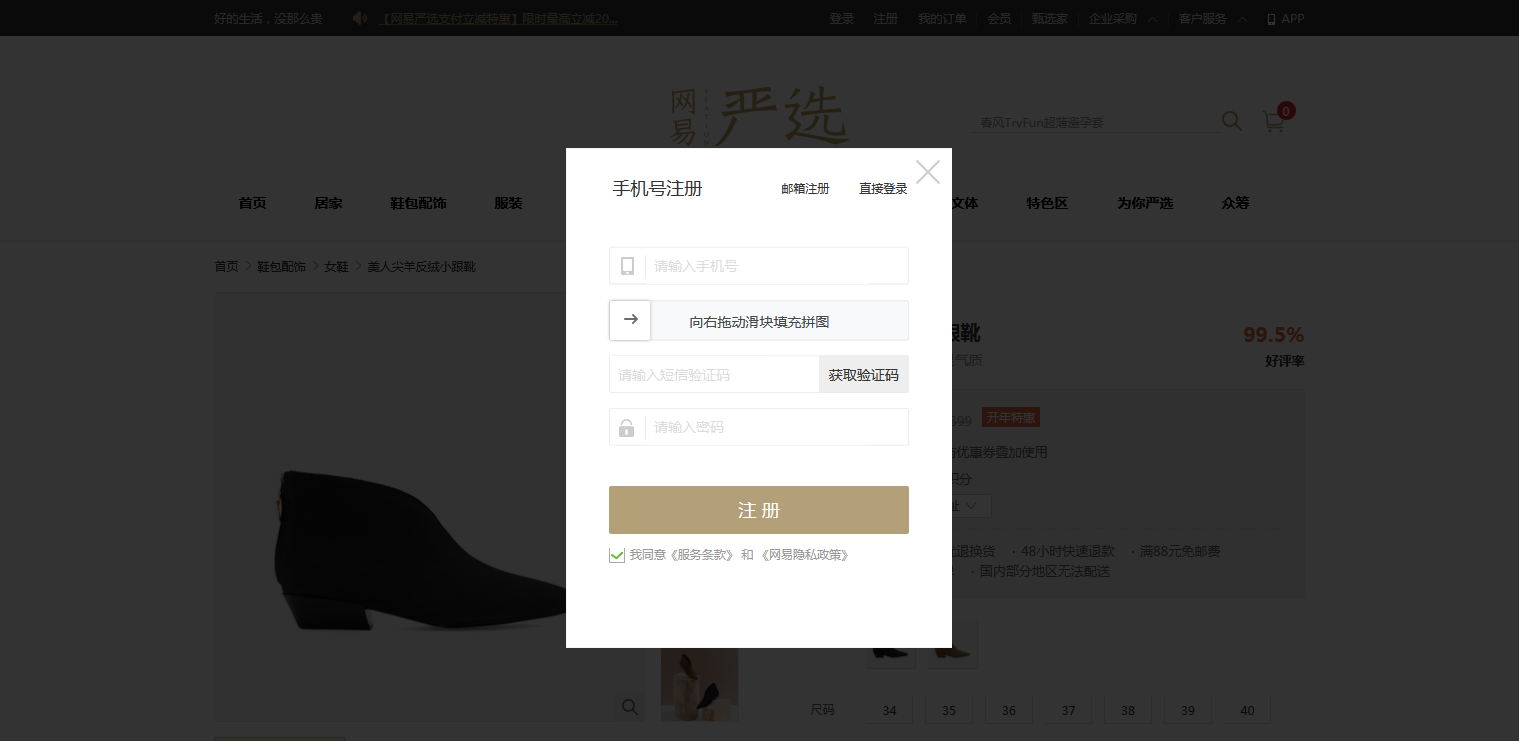 好的生活，没那么贵
【网易严选支付立减特惠】限时最高立减20...
登录 注册 我的订单 会员 甄选家 企业采购 客户服务 APP
网易严选
YEATION
春风TryFun超薄避孕套
0
首页 居家 鞋包配饰 服装 文体 特色区 为你严选 众筹
首页 > 鞋包配饰 > 女鞋 > 美人尖羊反绒小跟靴
手机号注册 邮箱注册 直接登录
请输入手机号
向右拖动滑块填充拼图
请输入短信验证码 获取验证码
请输入密码
注 册
我同意《服务条款》 和 《网易隐私政策》
跟靴
99.5%
气质
好评率
399 开年特惠
优惠券叠加使用
积分
址
退换货 · 48小时快速退款 · 满88元免邮费
· 国内部分地区无法配送
尺码 34 35 36 37 38 39 40